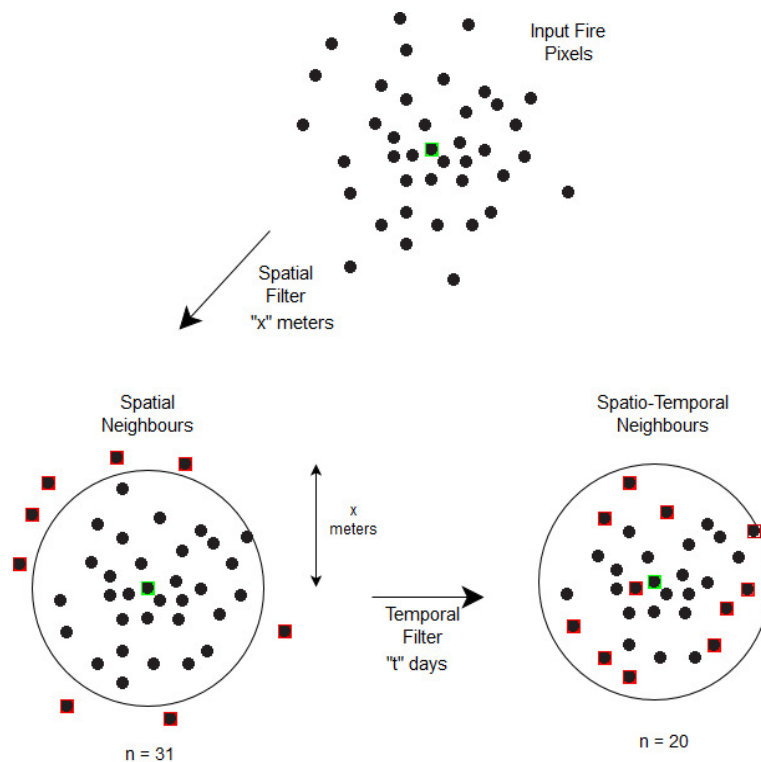 Input Fire
Pixels
Spatial
Filter
"x" meters
Spatial
Neighbours
Spatio-Temporal
Neighbours
x
meters
Temporal
Filter
"t" days
n = 31
n = 20